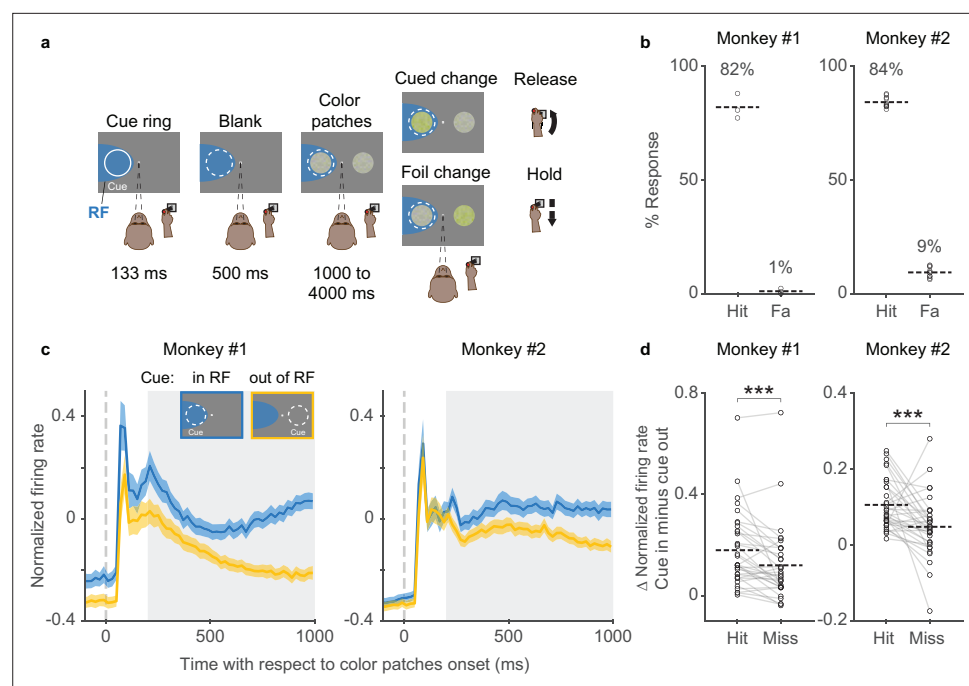 a
Cue ring
Cue
RF
133 ms
Blank
500 ms
Color
patches
1000 to
4000 ms
Cued change
Release
Foil change
Hold
b
Monkey #1
Monkey #2
% Response
100
50
0
82%
1%
Hit
Fa
100
50
0
84%
9%
Hit
Fa
c
Monkey #1
Monkey #2
Cue:
in RF
out of RF
Cue
Cue
Normalized firing rate
0.4
0
-0.4
0
500
1000
0.4
0
-0.4
0
500
1000
Time with respect to color patches onset (ms)
d
Monkey #1
Monkey #2
Δ Normalized firing rate
Cue in minus cue out
0.8
0.4
0
***
Hit
Miss
0.4
0.2
0
-0.2
***
Hit
Miss